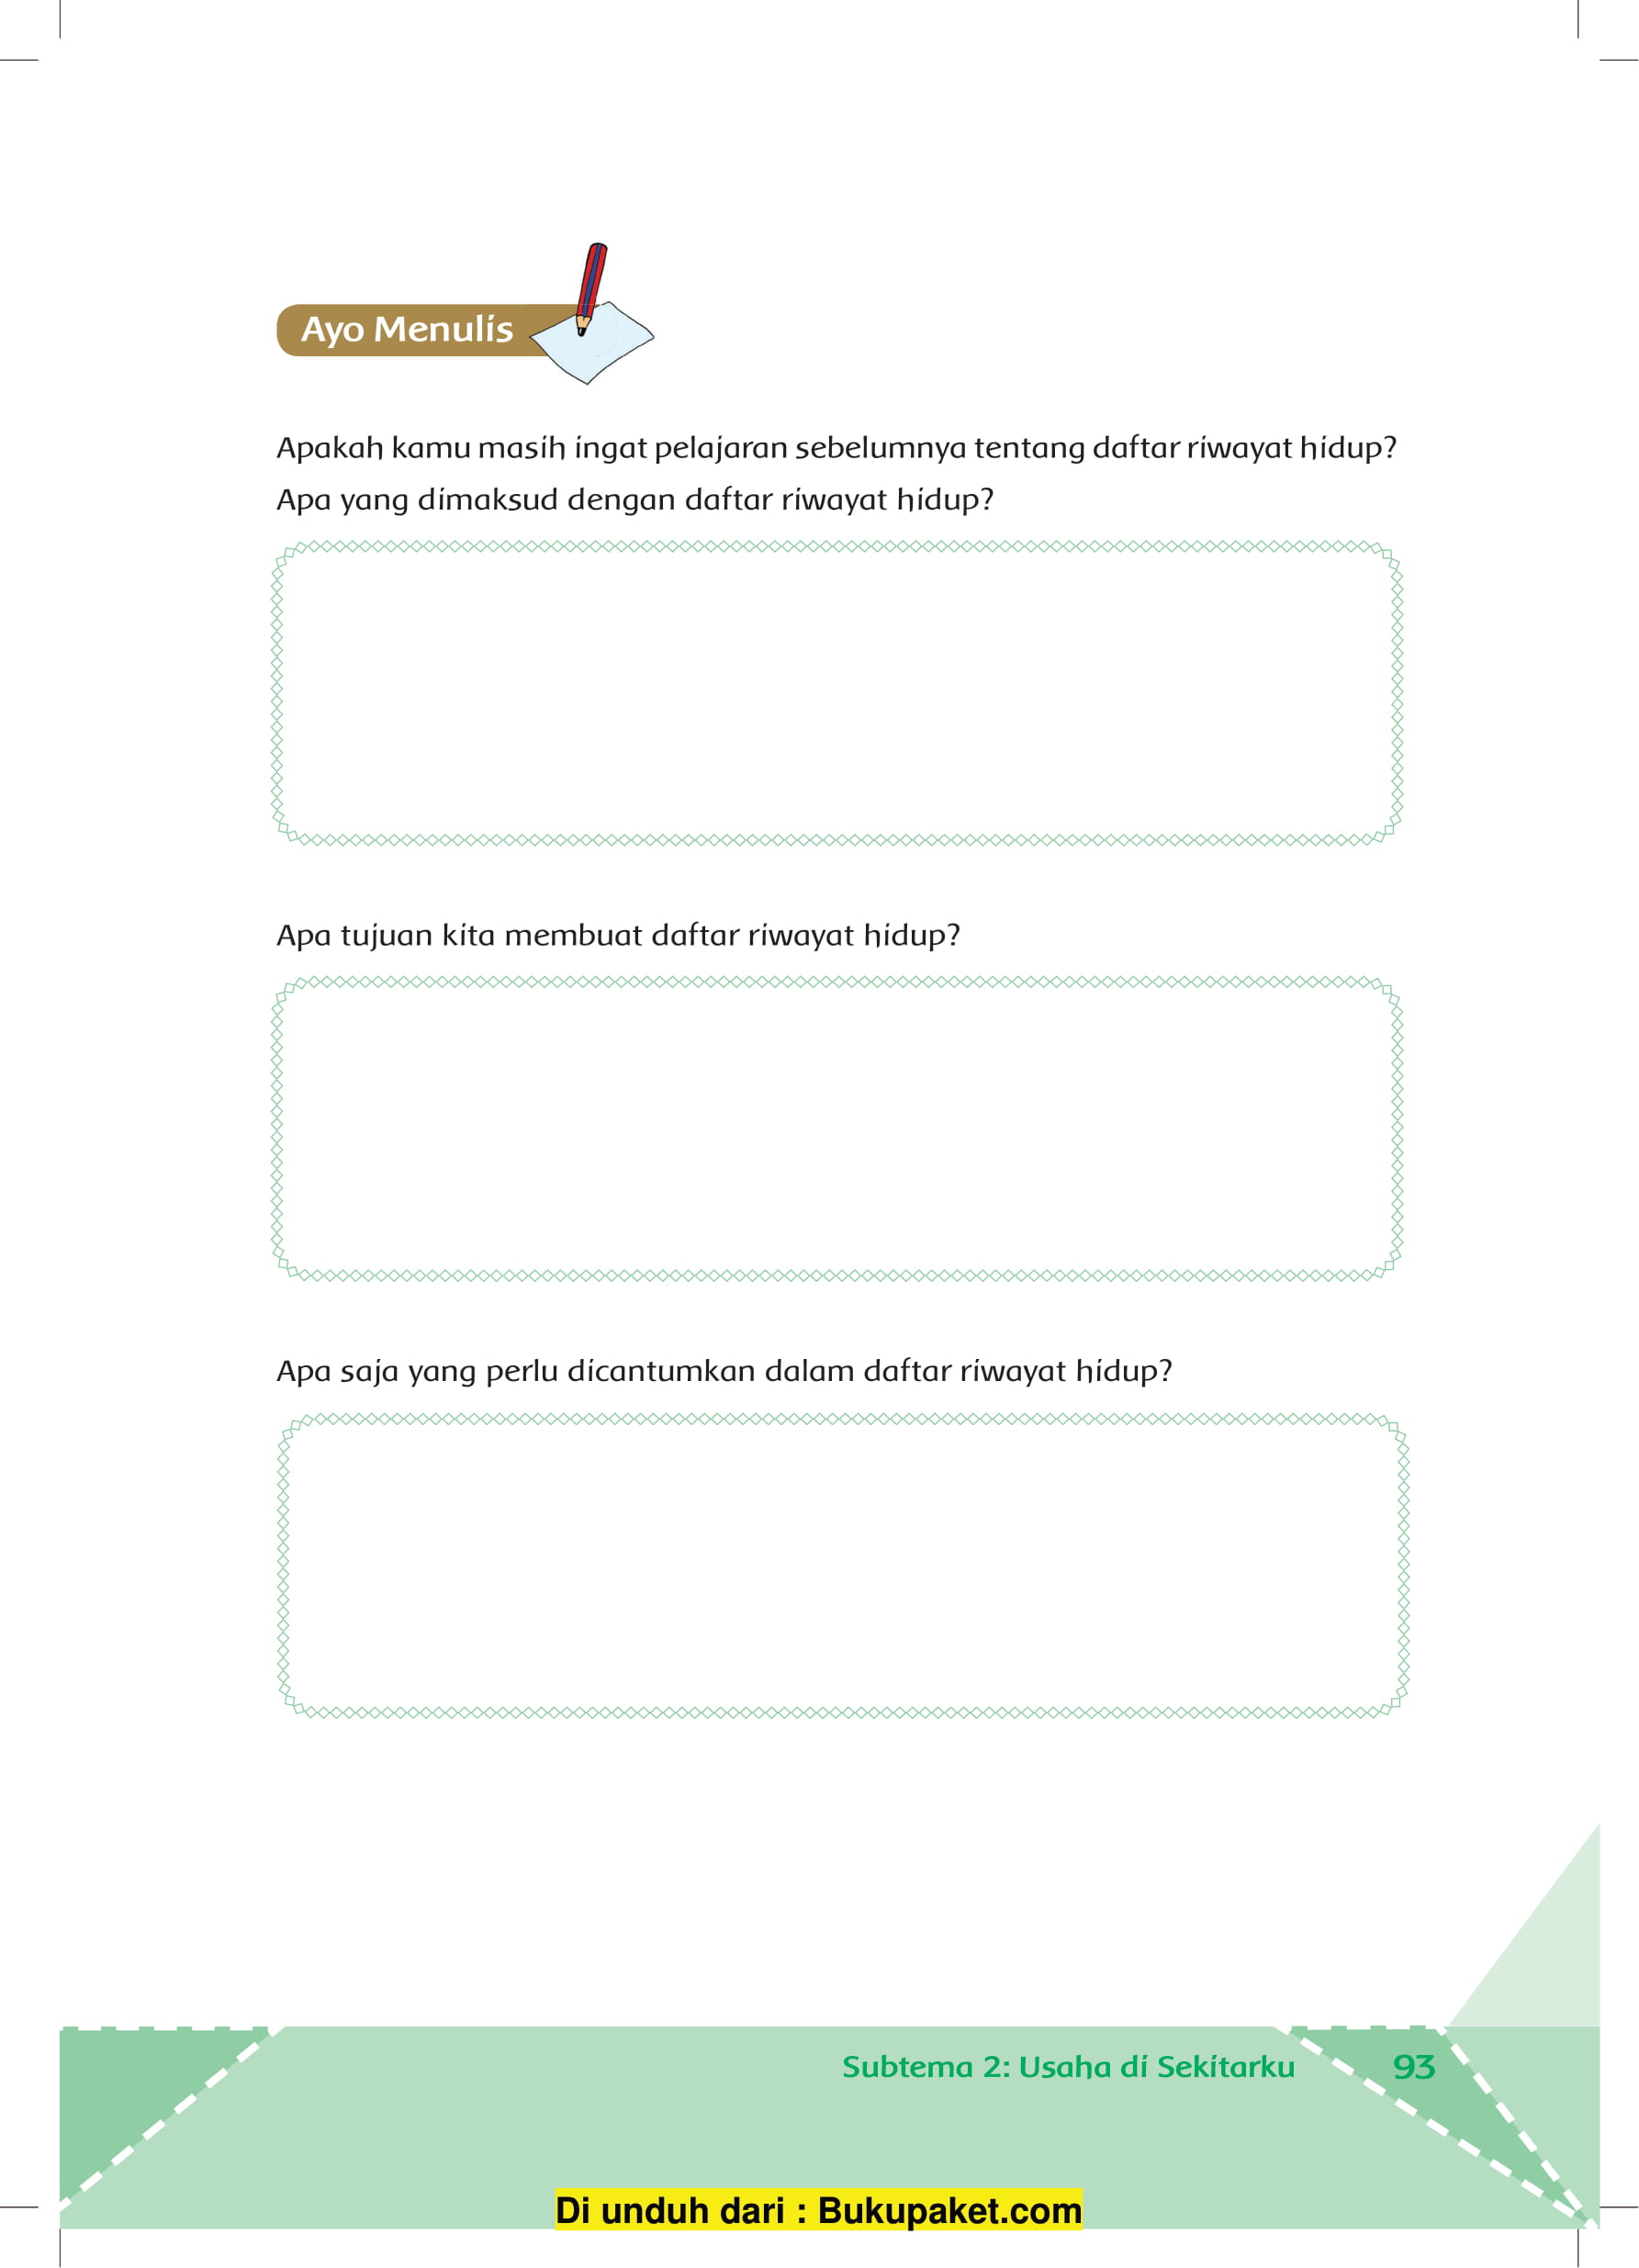 Ayo Menulis
Apakah kamu masih ingat pelajaran sebelumnya tentang daftar riwayat hidup?
Apa yang dimaksud dengan daftar riwayat hidup?
Apa tujuan kita membuat daftar riwayat hidup?
Apa saja yang perlu dicantumkan dalam daftar riwayat hidup?
Subtema 2: Usaha di Sekitarku 93
Di unduh dari : Bukupaket.com